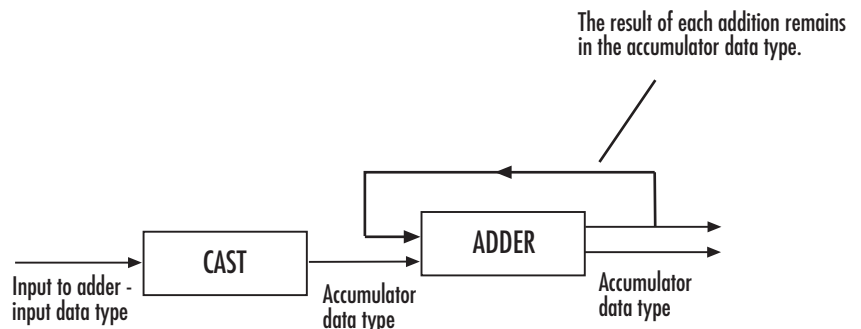 The result of each addition remains
in the accumulator data type.
CAST
ADDER
Input to adder -
input data type
Accumulator
data type
Accumulator
data type